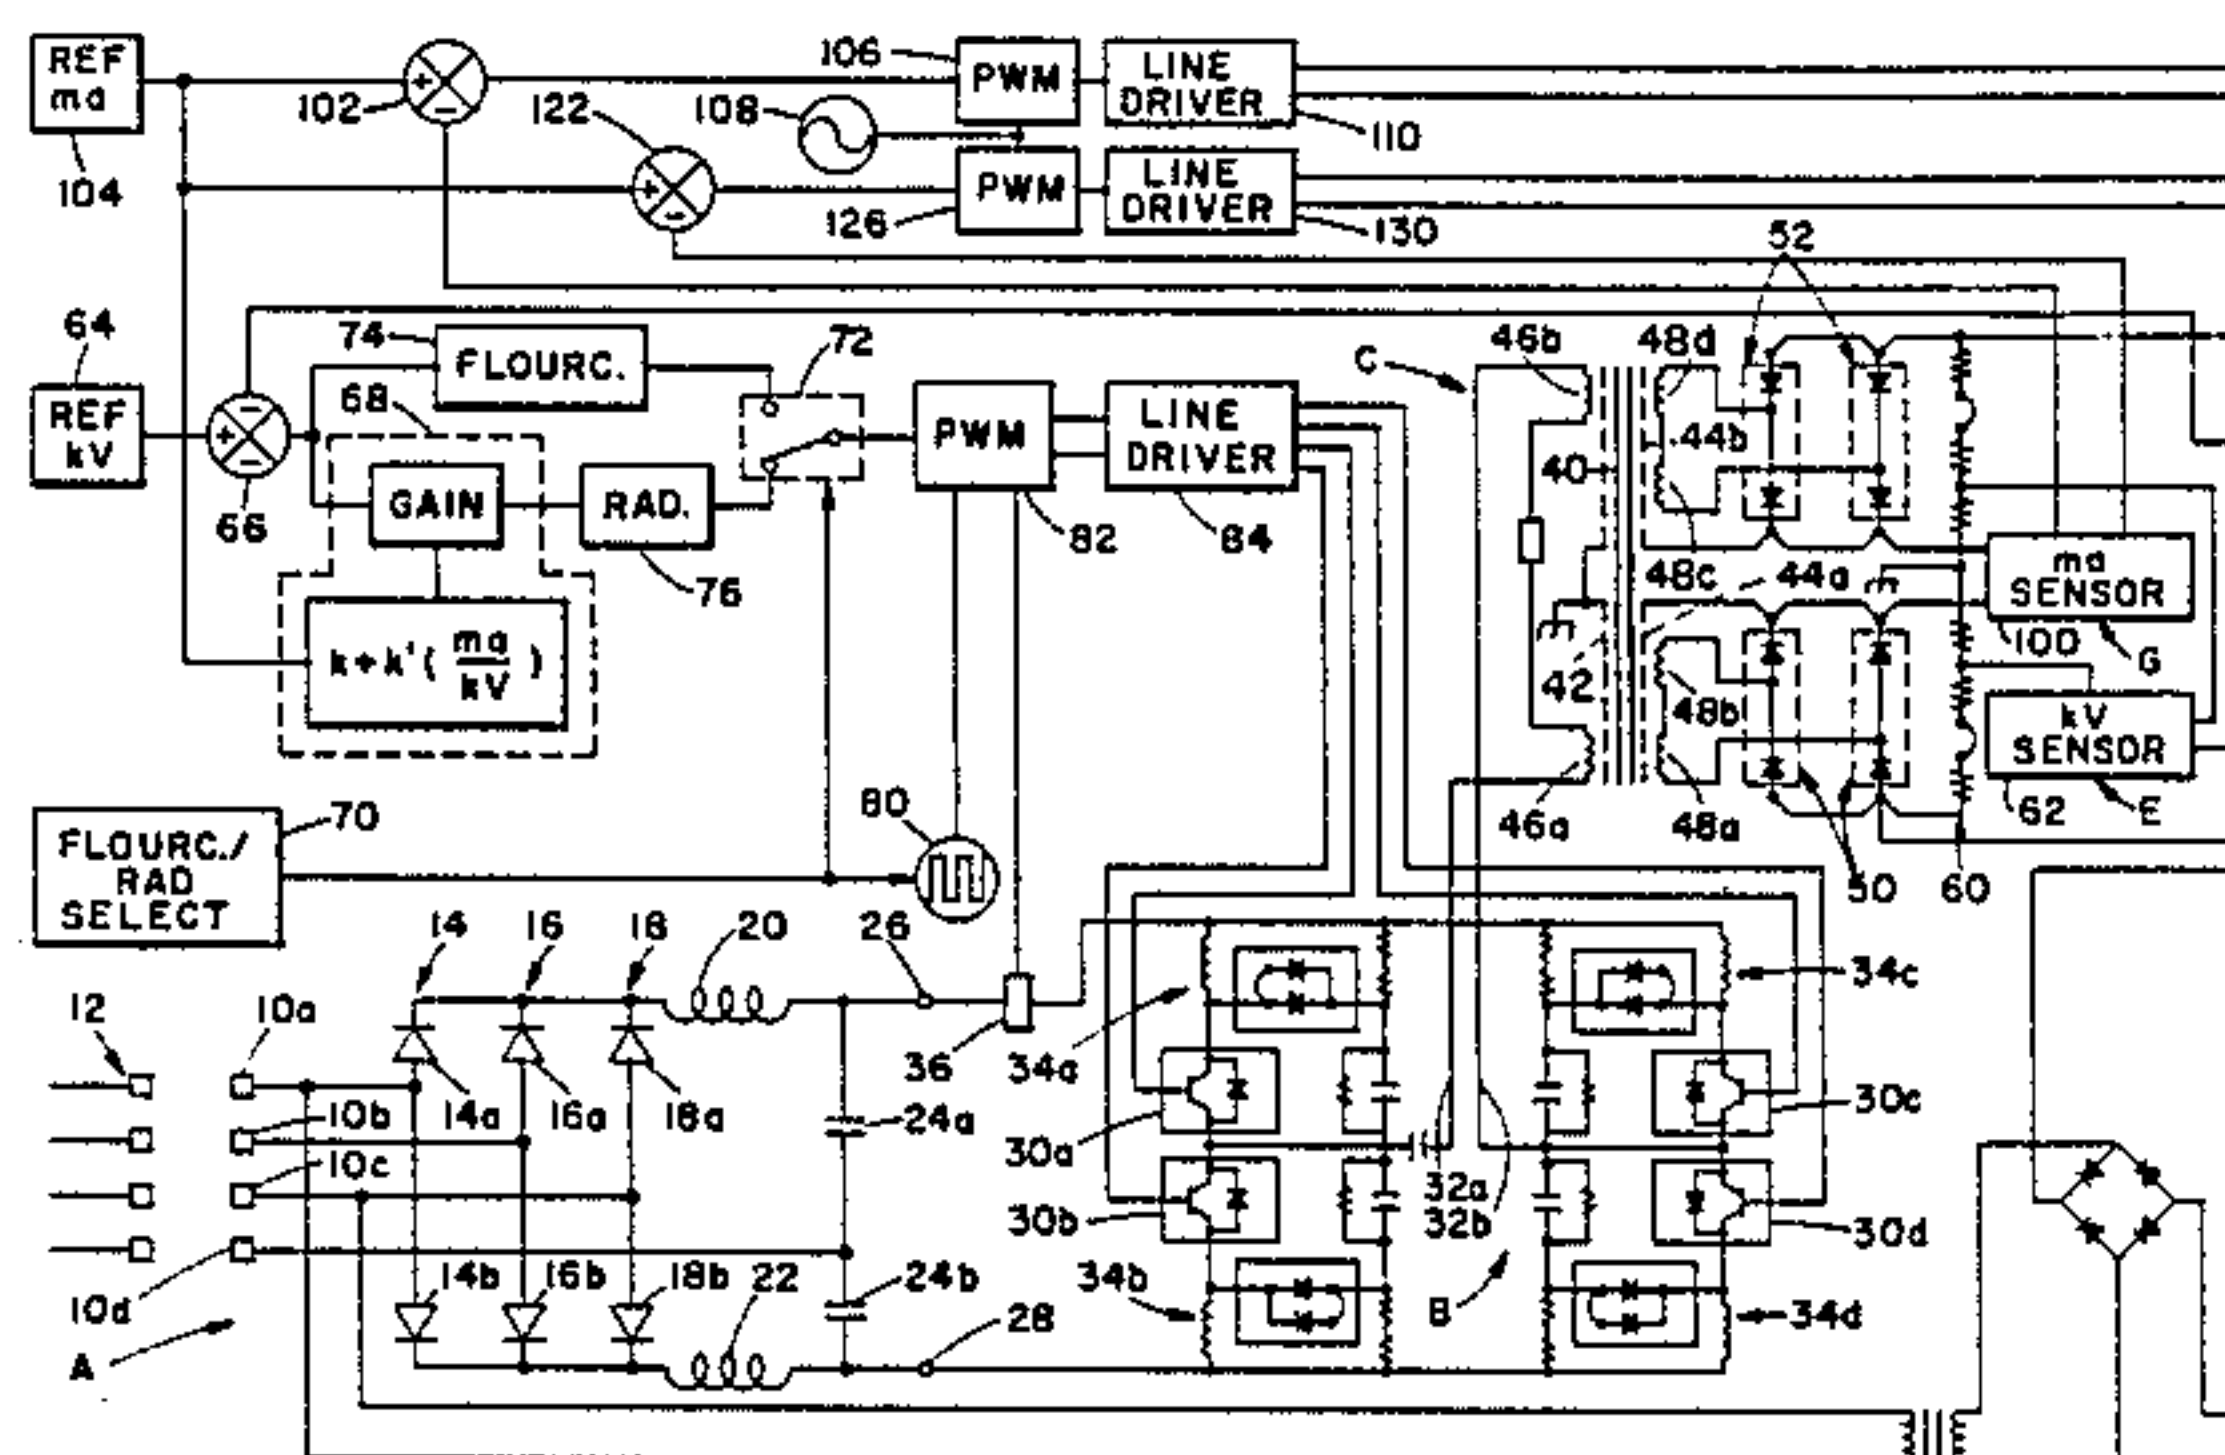 REF
ma
104
102
122
106
108
PWM
LINE
DRIVER
110
PWM
126
LINE
DRIVER
130
52
64
REF
kV
66
74
FLOURC.
68
72
GAIN
RAD.
76
k+k'(ma/kV)
PWM
82
LINE
DRIVER
84
C
46b
48d
44b
40
48c
44a
42
48b
46a
48a
ma
SENSOR
100
G
kV
SENSOR
62
E
50
60
70
FLOURC./
RAD
SELECT
80
14
16
18
20
26
12
10a
36
34a
34c
14a
16a
18a
24a
10b
10c
30a
30c
32a
32b
30b
30d
10d
14b
16b
18b
22
24b
28
34b
B
34d
A